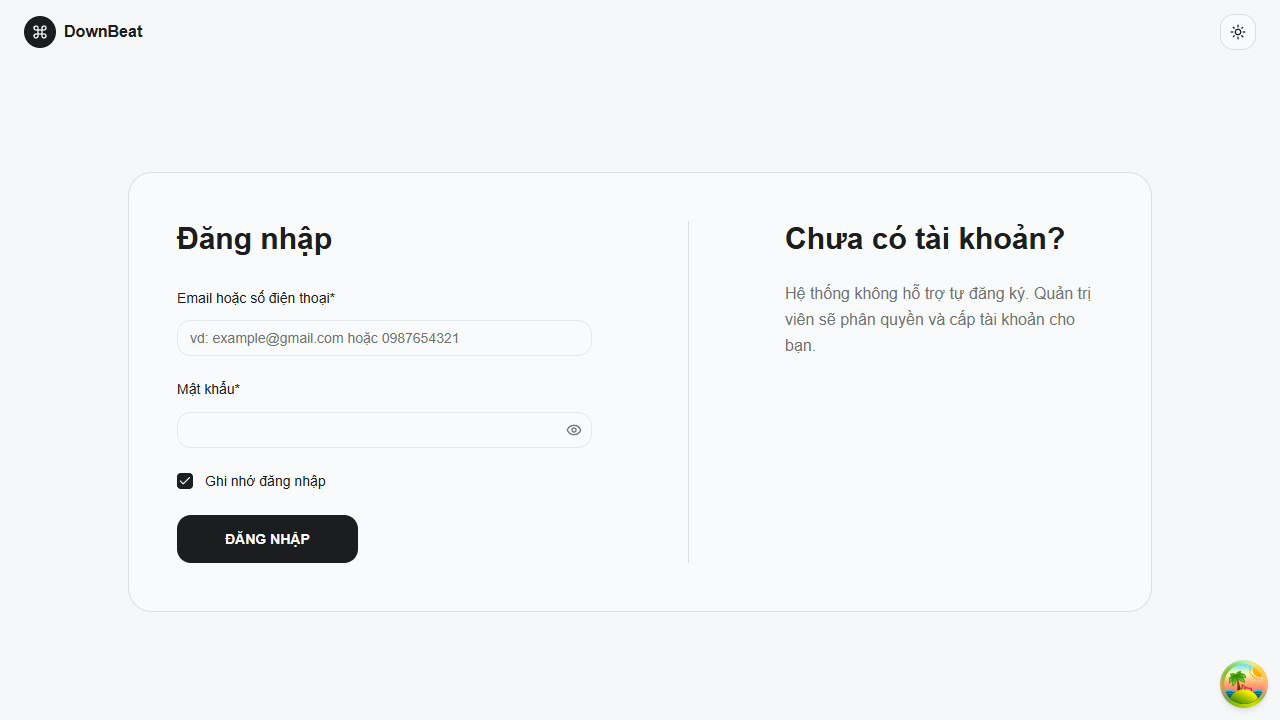 DownBeat
Đăng nhập
Email hoặc số điện thoại*
vd: example@gmail.com hoặc 0987654321
Mật khẩu*
Ghi nhớ đăng nhập
ĐĂNG NHẬP
Chưa có tài khoản?
Hệ thống không hỗ trợ tự đăng ký. Quản trị
viên sẽ phân quyền và cấp tài khoản cho
bạn.